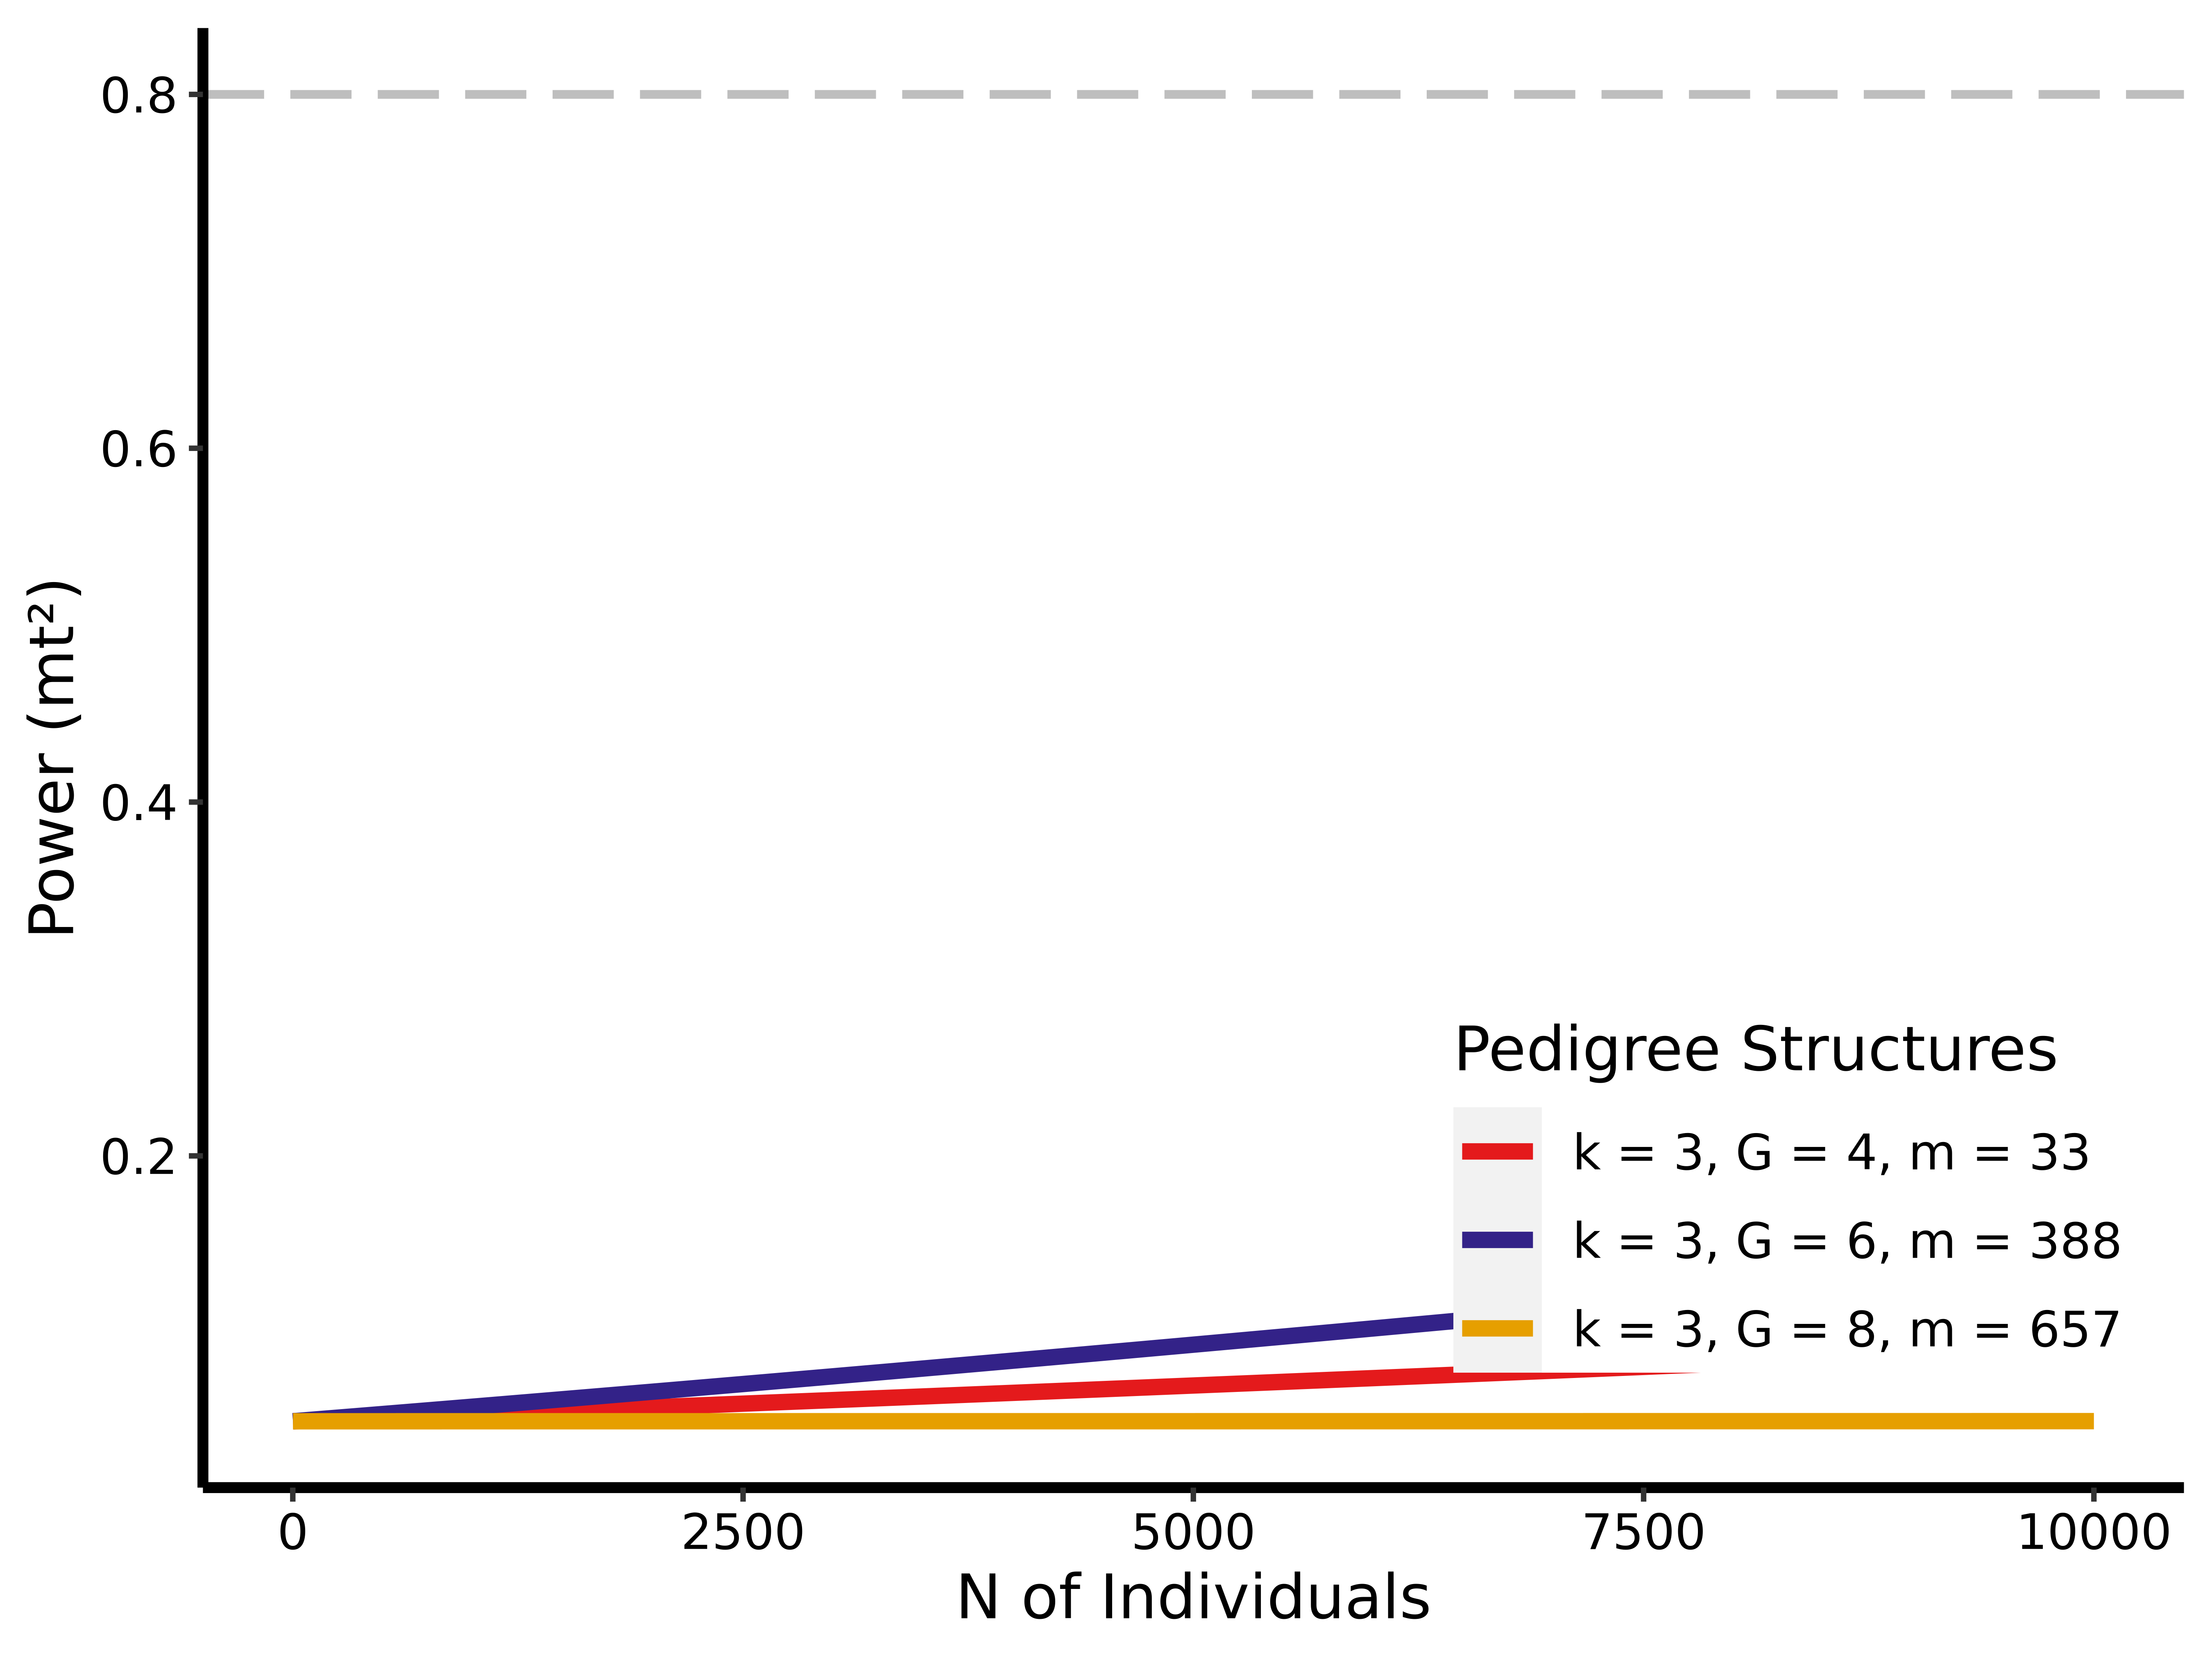 0.8
0.6
0.4
0.2
Power (mt²)
Pedigree Structures
k = 3, G = 4, m = 33
k = 3, G = 6, m = 388
k = 3, G = 8, m = 657
0 2500 5000 7500 10000
N of Individuals